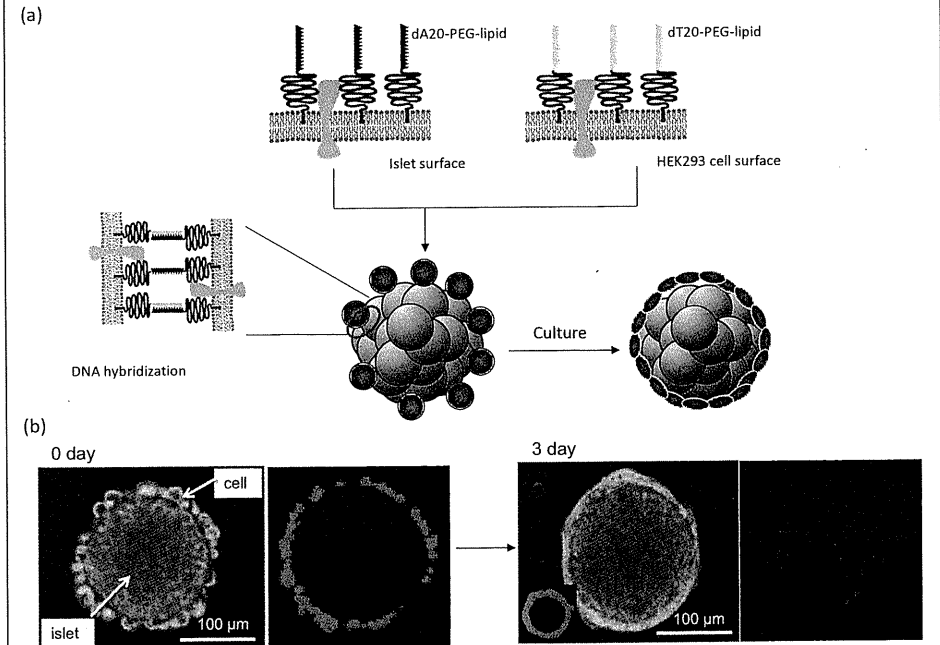 (a)
dA20-PEG-lipid
dT20-PEG-lipid
Islet surface
HEK293 cell surface
DNA hybridization
Culture
(b)
0 day
3 day
cell
islet
100 µm
100 µm